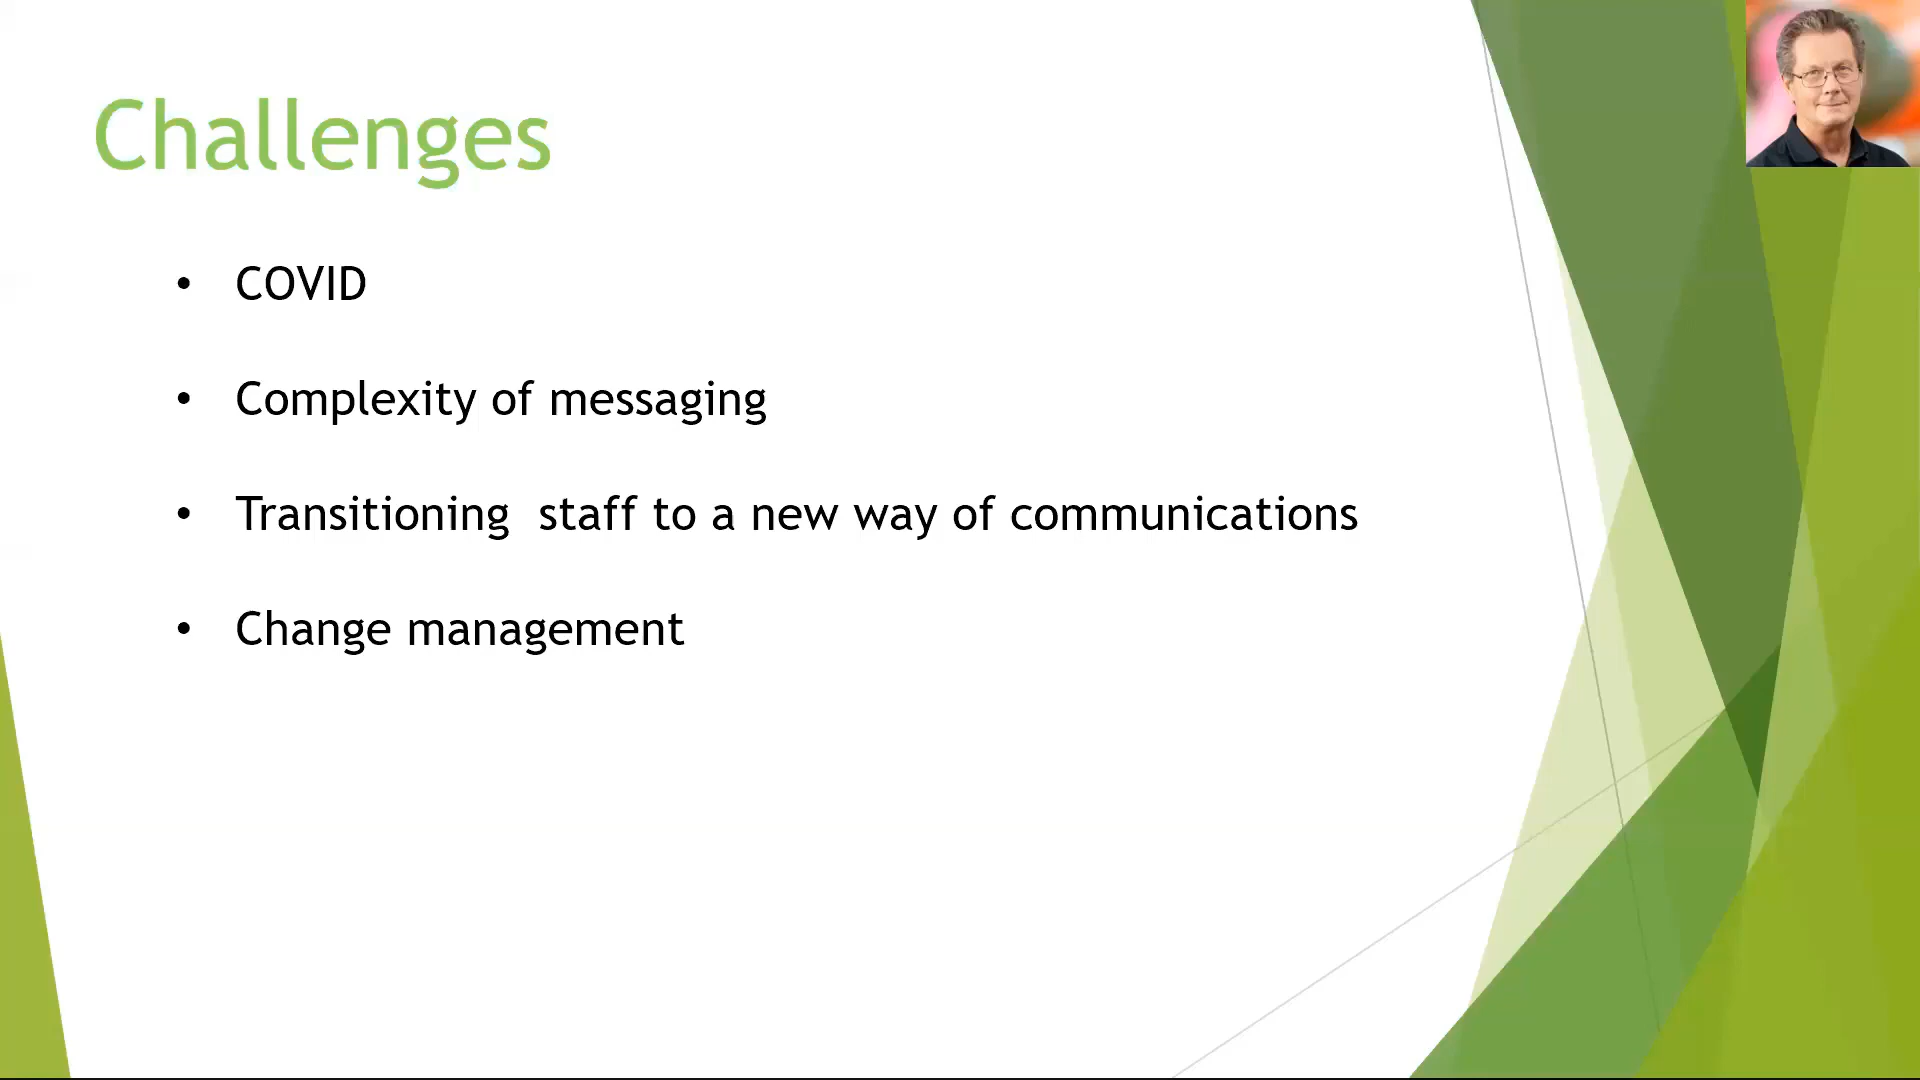 Challenges
• COVID
• Complexity of messaging
• Transitioning  staff to a new way of communications
• Change management